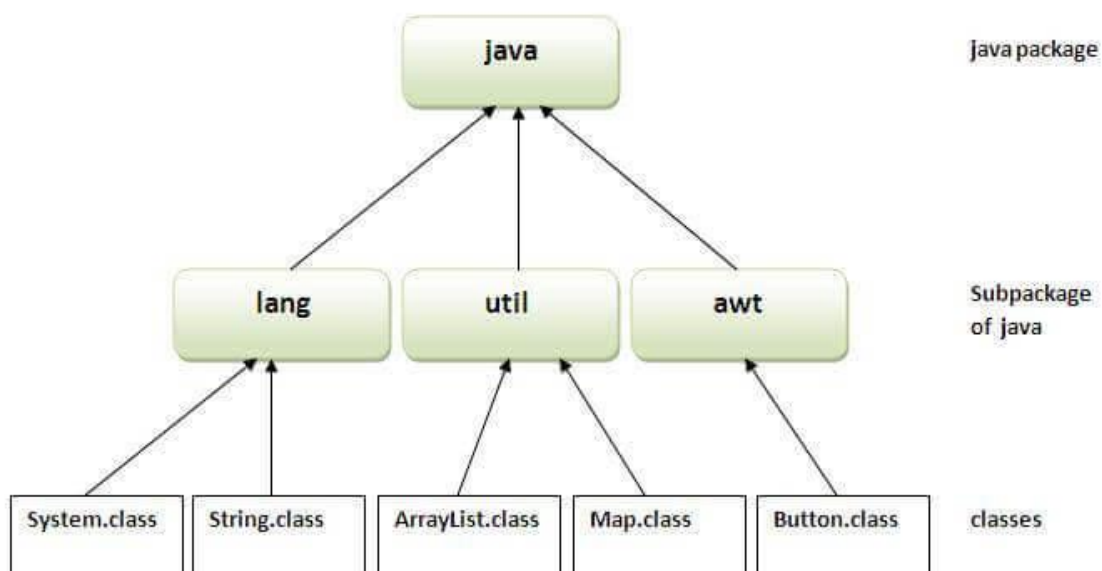 java
java package
lang
util
awt
Subpackage
of java
System.class
String.class
ArrayList.class
Map.class
Button.class
classes